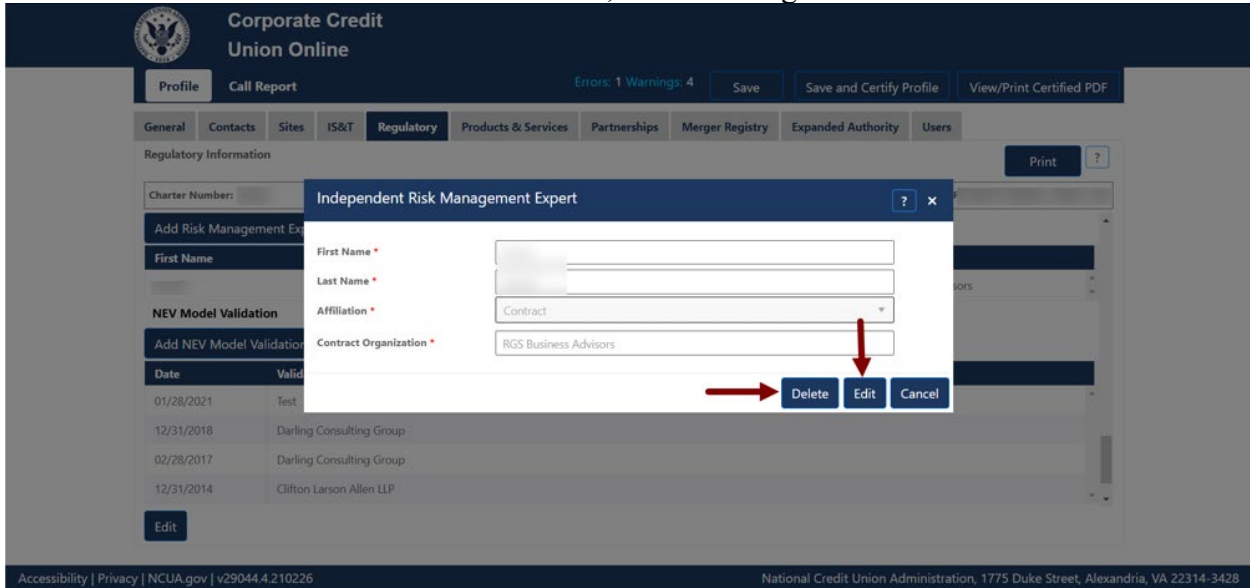 Corporate Credit
Union Online
Profile Call Report Errors: 1 Warnings: 4 Save Save and Certify Profile View/Print Certified PDF
General Contacts Sites IS&T Regulatory Products & Services Partnerships Merger Registry Expanded Authority Users
Regulatory Information Print ?
Charter Number:
Independent Risk Management Expert ? ×
Add Risk Management
First Name
First Name *
Last Name *
NEV Model Validation
Affiliation * Contract
Add NEV Model Validation
Contract Organization * RGS Business Advisors
Date
Delete Edit Cancel
01/28/2021 Test
12/31/2018 Darling Consulting Group
02/28/2017 Darling Consulting Group
12/31/2014 Clifton Larson Allen LLP
Edit
Accessibility | Privacy | NCUA.gov | v29044.4.210226 National Credit Union Administration, 1775 Duke Street, Alexandria, VA 22314-3428